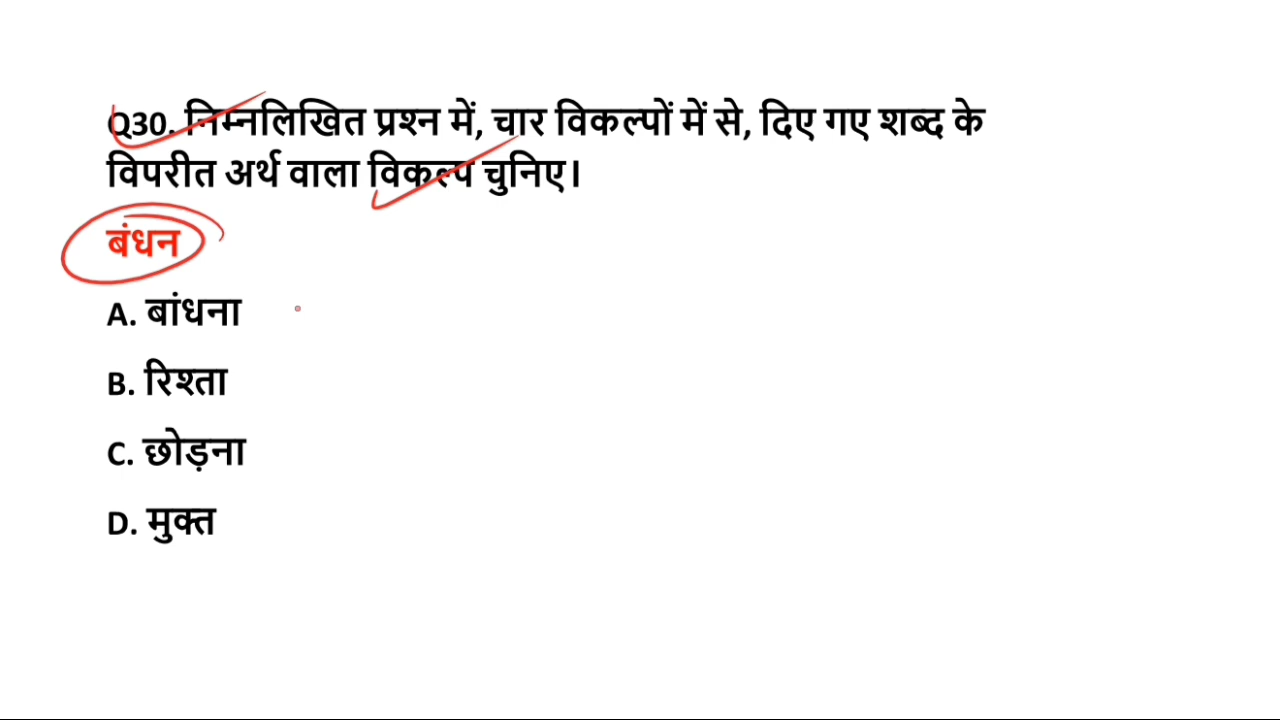 Q30. निम्नलिखित प्रश्न में, चार विकल्पों में से, दिए गए शब्द के
विपरीत अर्थ वाला विकल्प चुनिए।
बंधन
A. बांधना
B. रिश्ता
C. छोड़ना
D. मुक्त